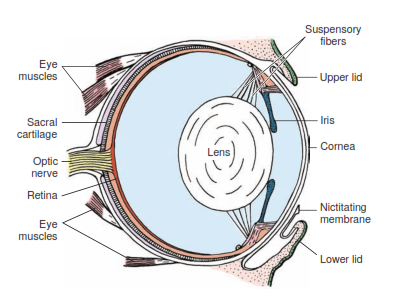 Suspensory
fibers
Eye
muscles
Upper lid
Sacral
cartilage
Iris
Cornea
Lens
Optic
nerve
Retina
Nictitating
membrane
Eye
muscles
Lower lid